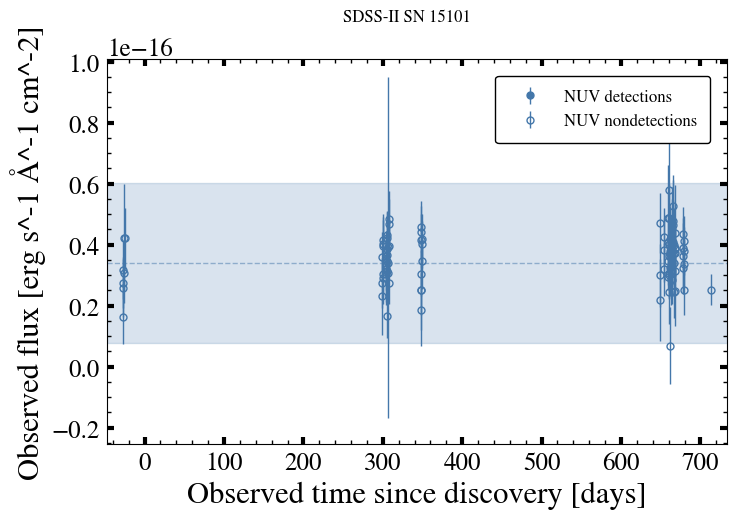 SDSS-II SN 15101
1e−16
Observed flux [erg s^-1 Å^-1 cm^-2]
1.0
0.8
0.6
0.4
0.2
0.0
−0.2
NUV detections
NUV nondetections
0 100 200 300 400 500 600 700
Observed time since discovery [days]